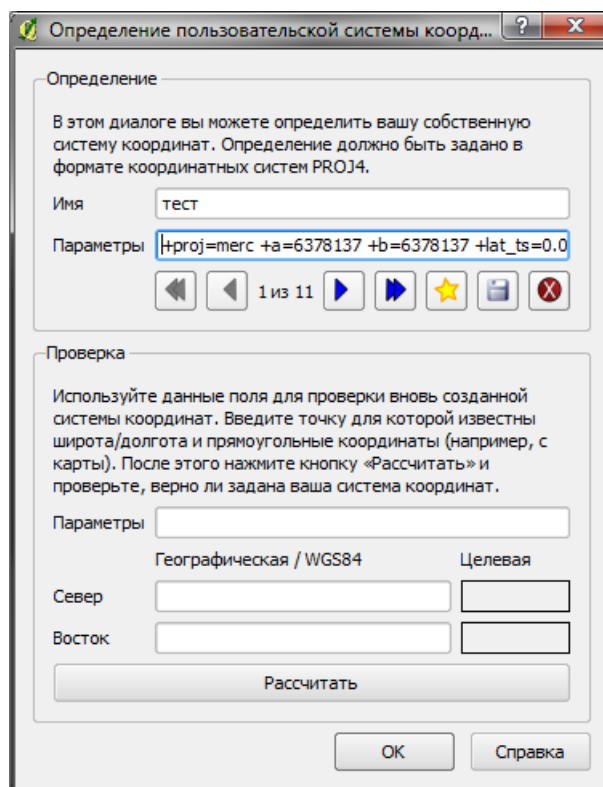 Определение пользовательской системы коорд...
Определение
В этом диалоге вы можете определить вашу собственную
систему координат. Определение должно быть задано в
формате координатных систем PROJ4.
Имя
тест
Параметры
+proj=merc +a=6378137 +b=6378137 +lat_ts=0.0
1 из 11
Проверка
Используйте данные поля для проверки вновь созданной
системы координат. Введите точку для которой известны
широта/долгота и прямоугольные координаты (например, с
карты). После этого нажмите кнопку «Рассчитать» и
проверьте, верно ли задана ваша система координат.
Параметры
Географическая / WGS84
Целевая
Север
Восток
Рассчитать
OK
Справка